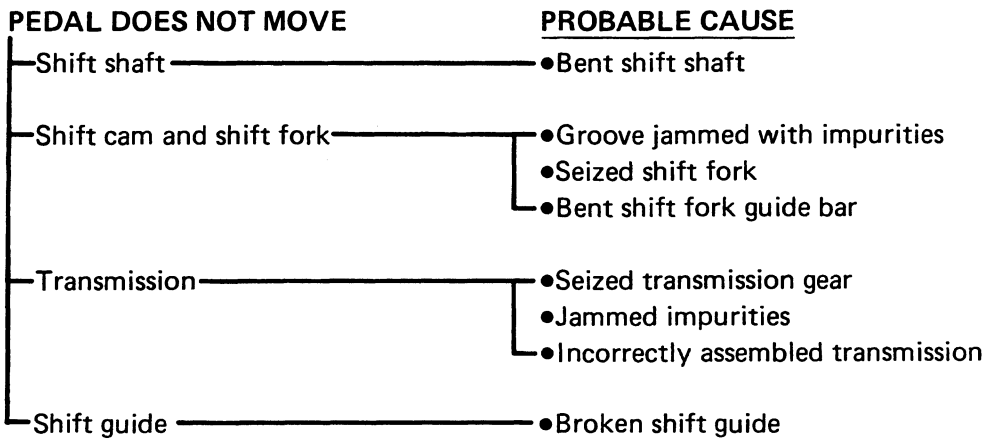 PEDAL DOES NOT MOVE PROBABLE CAUSE
Shift shaft ●Bent shift shaft
Shift cam and shift fork ●Groove jammed with impurities
●Seized shift fork
●Bent shift fork guide bar
Transmission ●Seized transmission gear
●Jammed impurities
●Incorrectly assembled transmission
Shift guide ●Broken shift guide